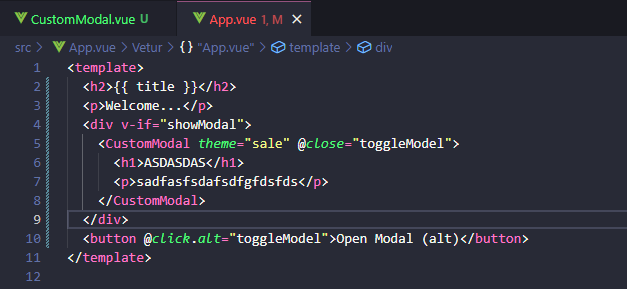 CustomModal.vue U
App.vue 1, M
src > App.vue > Vetur > {} "App.vue" > template > div
1 <template>
2 <h2>{{ title }}</h2>
3 <p>Welcome...</p>
4 <div v-if="showModal">
5 <CustomModal theme="sale" @close="toggleModel">
6 <h1>ASDASDAS</h1>
7 <p>sadfasfsdafsdfgfdsfds</p>
8 </CustomModal>
9 </div>
10 <button @click.alt="toggleModel">Open Modal (alt)</button>
11 </template>
12